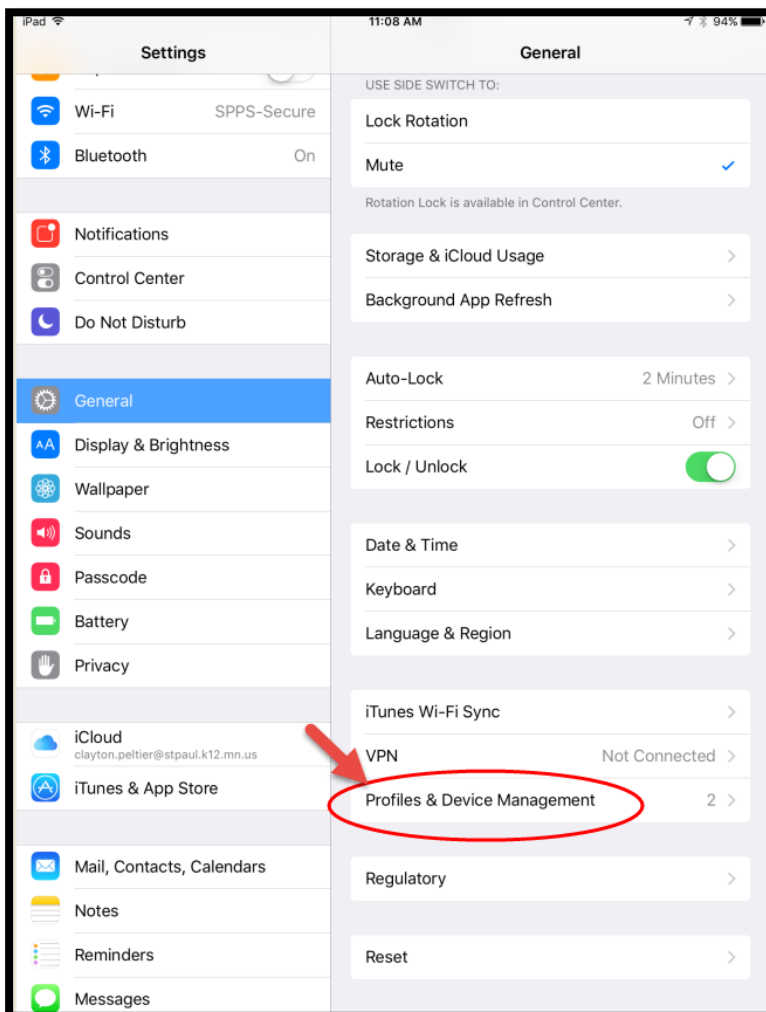 iPad
11:08 AM
94%
Settings
General
Wi-Fi
SPPS-Secure
Bluetooth
On
Notifications
Control Center
Do Not Disturb
General
AA
Display & Brightness
Wallpaper
Sounds
Passcode
Battery
Privacy
iCloud
clayton.peltier@stpaul.k12.mn.us
iTunes & App Store
Mail, Contacts, Calendars
Notes
Reminders
Messages
USE SIDE SWITCH TO:
Lock Rotation
Mute
Rotation Lock is available in Control Center.
Storage & iCloud Usage
Background App Refresh
Auto-Lock
2 Minutes
Restrictions
Off
Lock / Unlock
Date & Time
Keyboard
Language & Region
iTunes Wi-Fi Sync
VPN
Not Connected
Profiles & Device Management
2
Regulatory
Reset